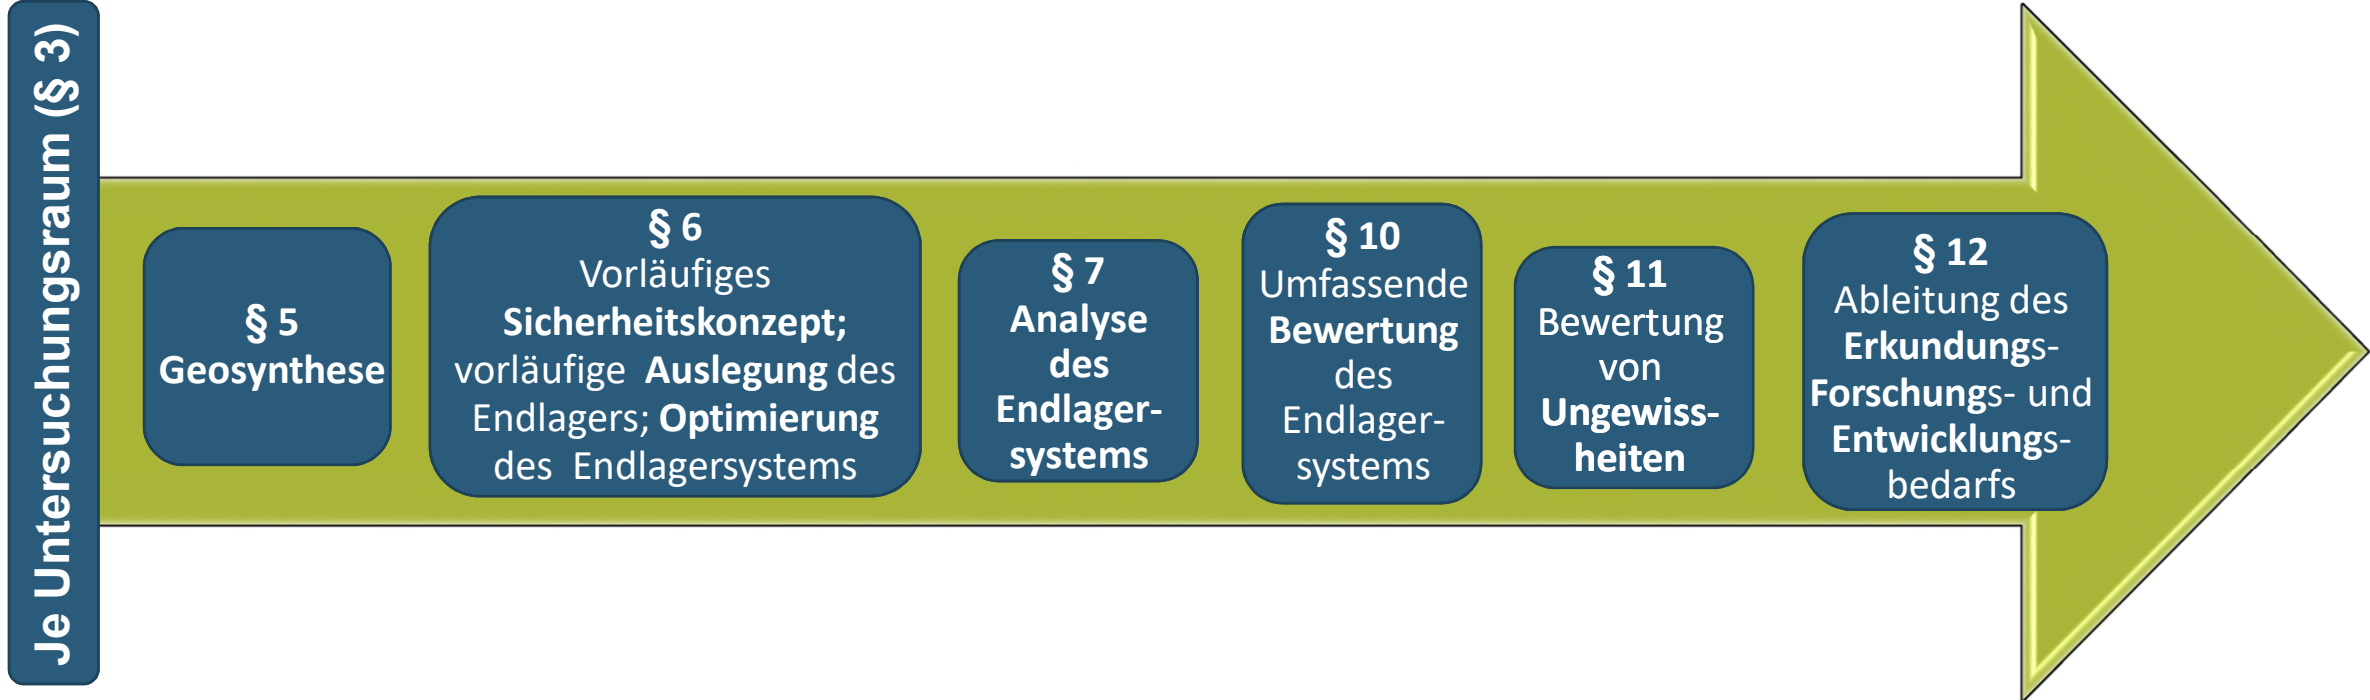 Je Untersuchungsraum (§ 3)
§ 5
Geosynthese
§ 6
Vorläufiges
Sicherheitskonzept;
vorläufige Auslegung des
Endlagers; Optimierung
des Endlagersystems
§ 7
Analyse
des
Endlager-
systems
§ 10
Umfassende
Bewertung
des
Endlager-
systems
§ 11
Bewertung
von
Ungewiss-
heiten
§ 12
Ableitung des
Erkundungs-
Forschungs- und
Entwicklungs-
bedarfs